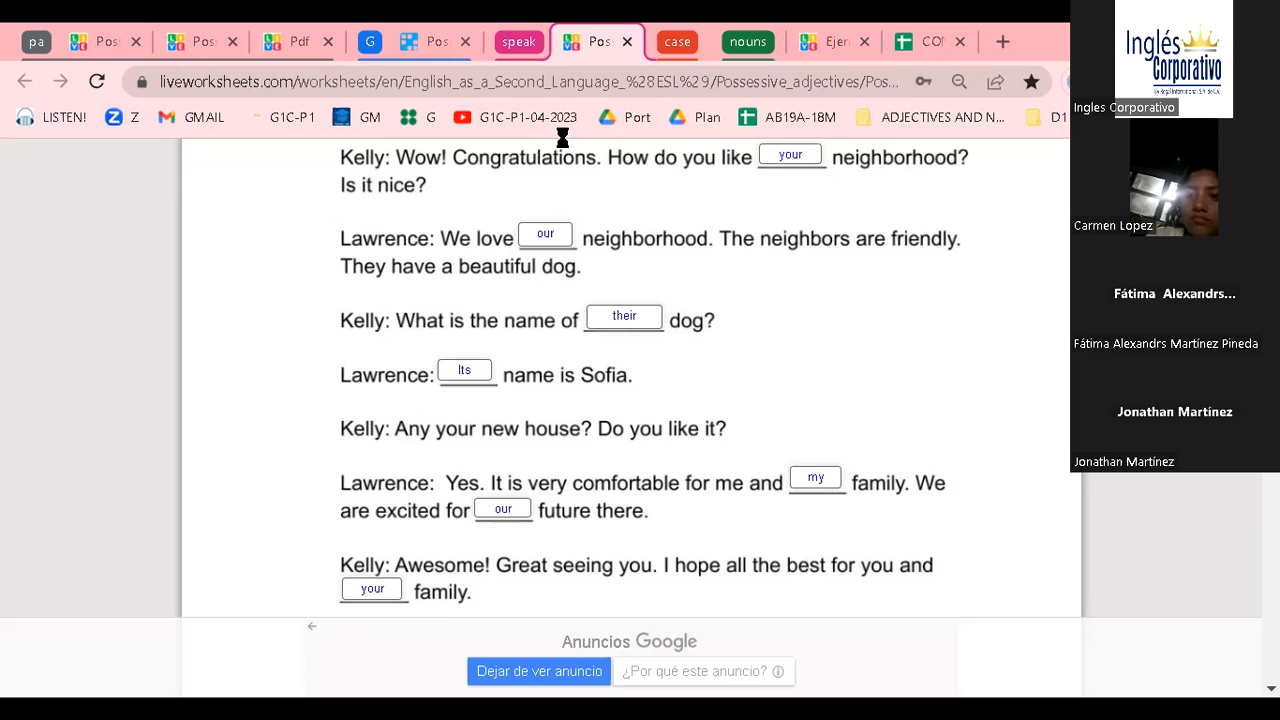 pa
Pos
Pos
Pdf
G
Pos
speak
Pos
case
nouns
Ejer
CO
liveworksheets.com/worksheets/en/English_as_a_Second_Language_%28ESL%29/Possessive_adjectives/Pos...
LISTEN!
Z
GMAIL
G1C-P1
GM
G
G1C-P1-04-2023
Port
Plan
AB19A-18M
ADJECTIVES AND N...
D1
Kelly: Wow! Congratulations. How do you like your neighborhood?
Is it nice?
Lawrence: We love our neighborhood. The neighbors are friendly.
They have a beautiful dog.
Kelly: What is the name of their dog?
Lawrence: Its name is Sofia.
Kelly: Any your new house? Do you like it?
Lawrence: Yes. It is very comfortable for me and my family. We
are excited for our future there.
Kelly: Awesome! Great seeing you. I hope all the best for you and
your family.
Anuncios Google
Dejar de ver anuncio
¿Por qué este anuncio?
Inglés
Corporativo
Ingles Corporativo
Carmen Lopez
Fátima Alexandrs...
Fátima Alexandrs Martínez Pineda
Jonathan Martínez
Jonathan Martínez